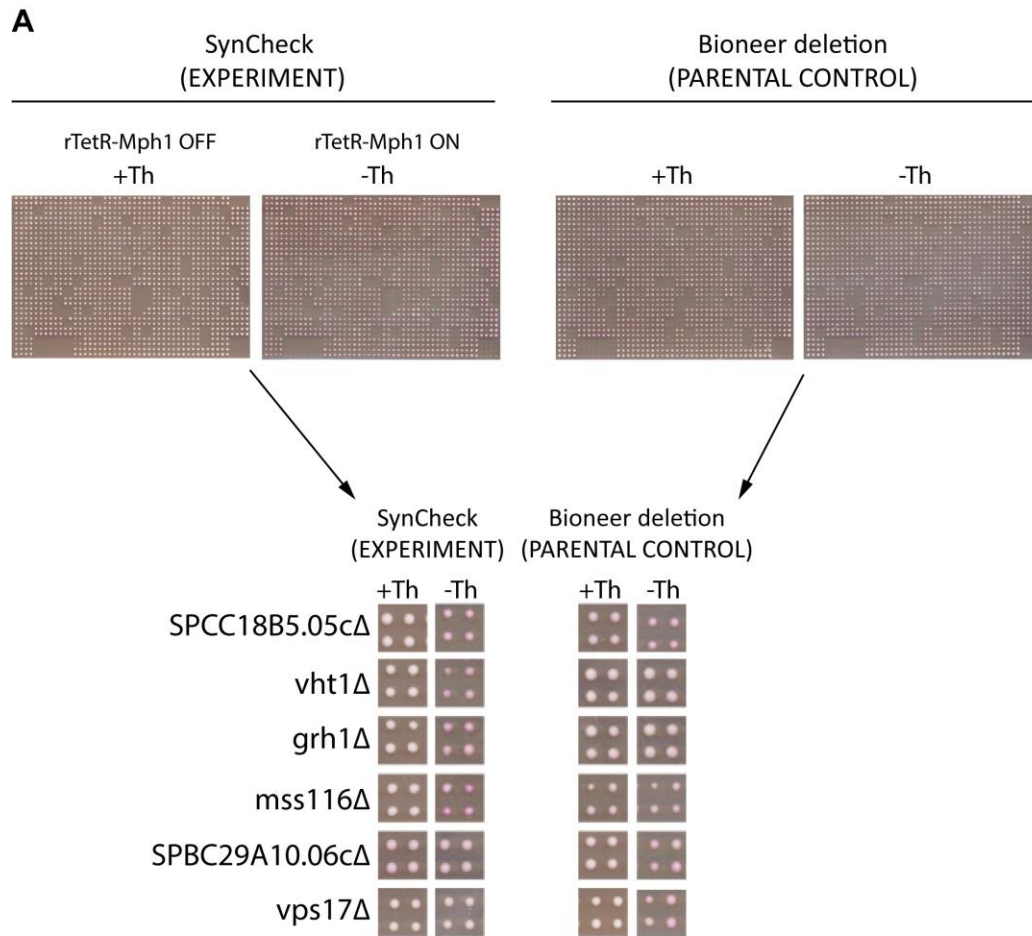 A
SynCheck
(EXPERIMENT)
Bioneer deletion
(PARENTAL CONTROL)
rTetR-Mph1 OFF
+Th
rTetR-Mph1 ON
-Th
+Th
-Th
SynCheck
(EXPERIMENT)
Bioneer deletion
(PARENTAL CONTROL)
+Th -Th
+Th -Th
SPCC18B5.05cΔ
vht1Δ
grh1Δ
mss116Δ
SPBC29A10.06cΔ
vps17Δ